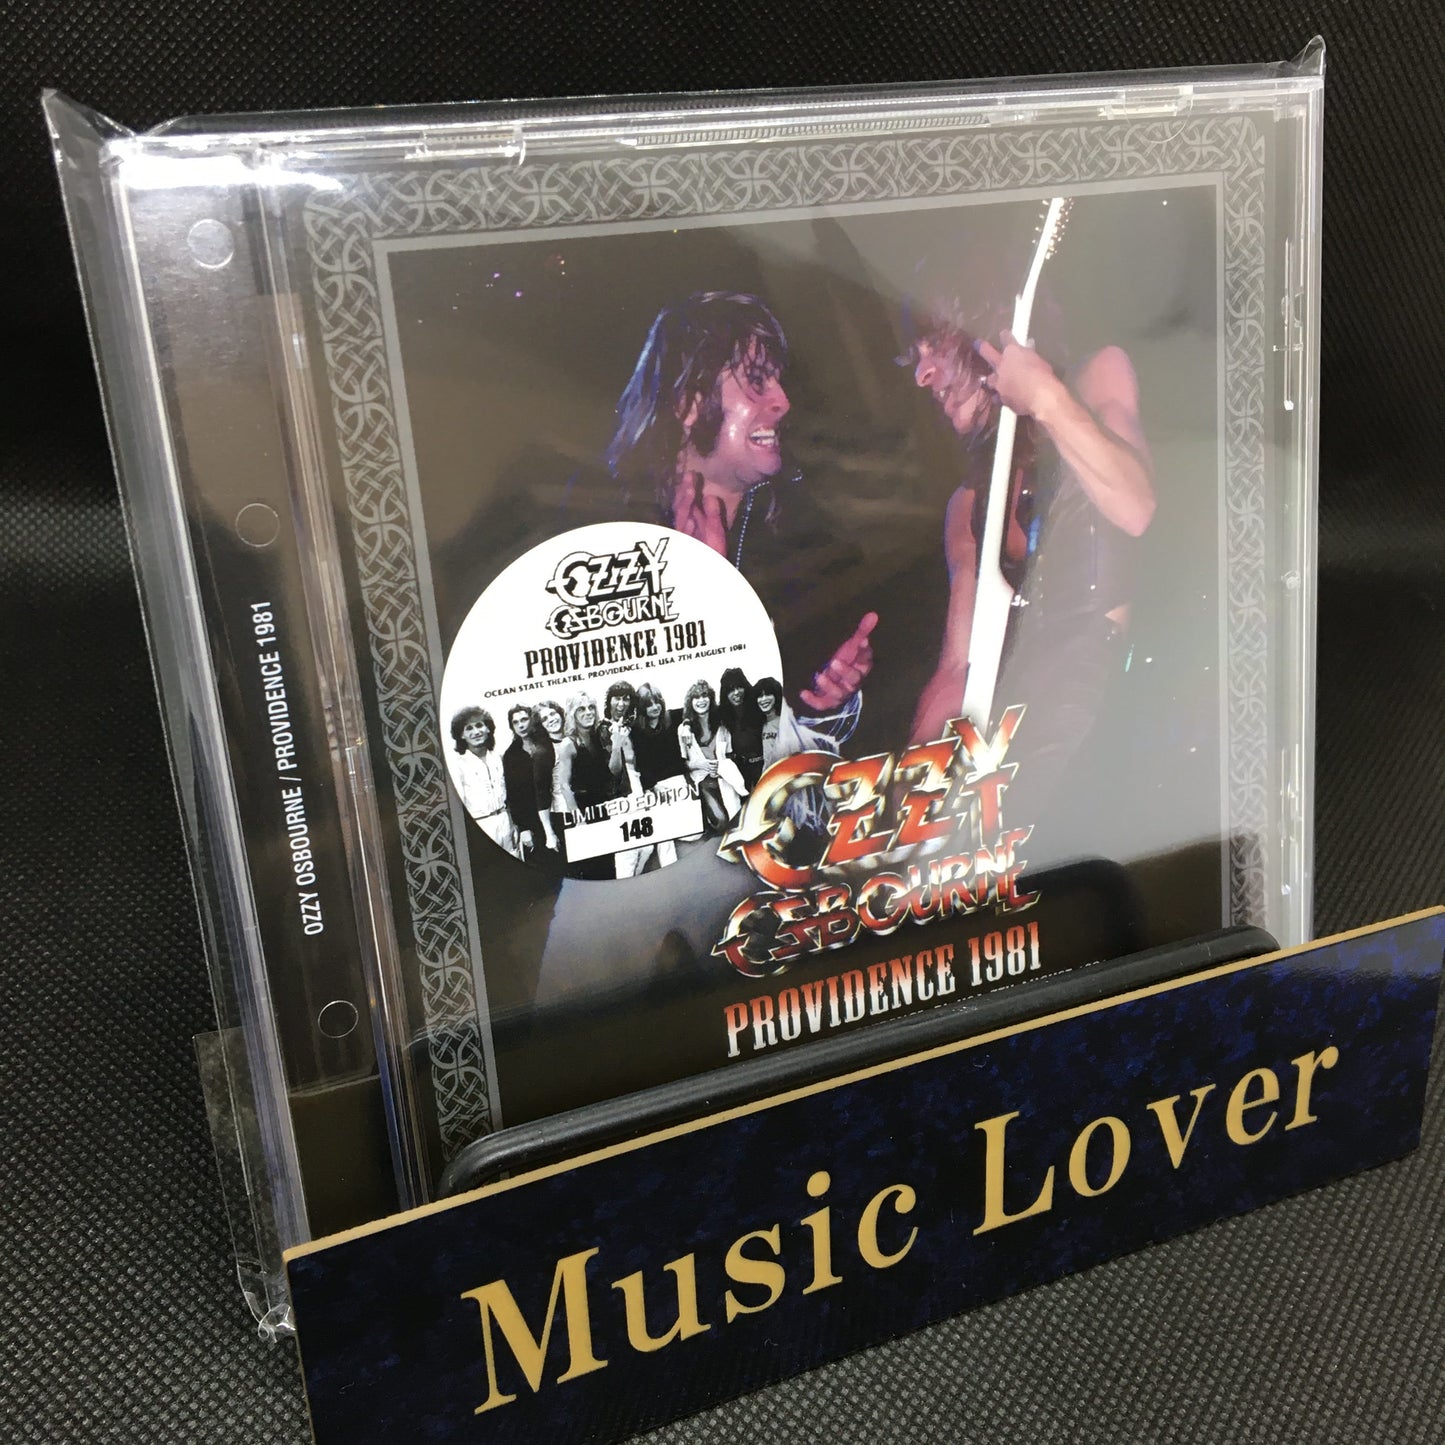 OZZY OSBOURNE / PROVIDENCE 1981
OZZY
OSBOURNE
PROVIDENCE 1981
OCEAN STATE THEATRE, PROVIDENCE, RI, USA 7TH AUGUST 1981
LIMITED EDITION
148
OZZY
OSBOURNE
PROVIDENCE 1981
Music Lover